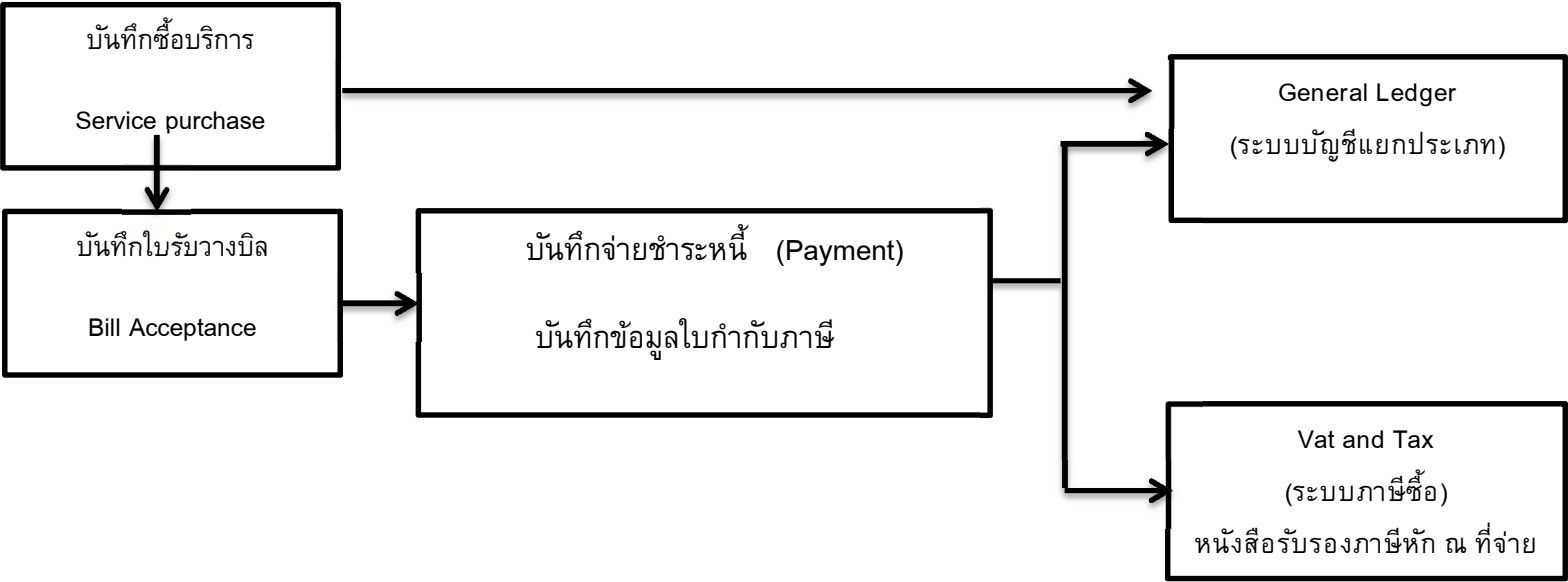 บันทึกซื้อบริการ
Service purchase
General Ledger
(ระบบบัญชีแยกประเภท)
บันทึกใบรับวางบิล
Bill Acceptance
บันทึกจ่ายชำระหนี้ (Payment)
บันทึกข้อมูลใบกำกับภาษี
Vat and Tax
(ระบบภาษีซื้อ)
หนังสือรับรองภาษีหัก ณ ที่จ่าย